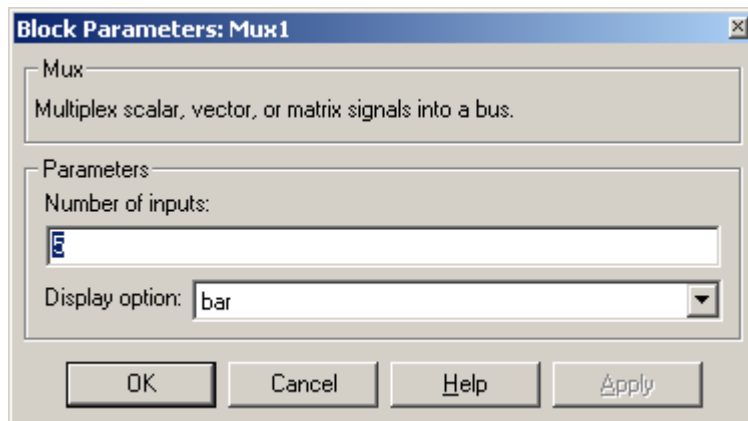 Block Parameters: Mux1
Mux
Multiplex scalar, vector, or matrix signals into a bus.
Parameters
Number of inputs:
5
Display option: bar
OK Cancel Help Apply